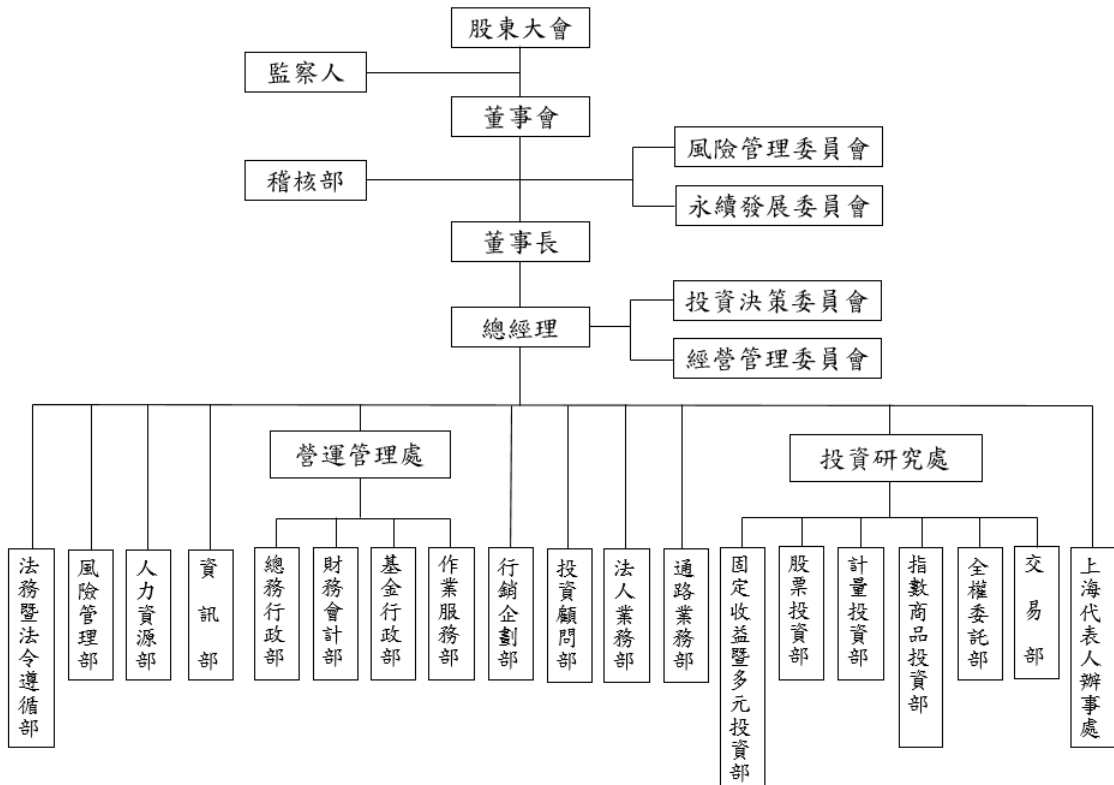 股東大會
監察人
董事會
風險管理委員會
稽核部
永續發展委員會
董事長
投資決策委員會
總經理
經營管理委員會
營運管理處
投資研究處
法務暨法令遵循部
風險管理部
人力資源部
資訊部
總務行政部
財務會計部
基金行政部
作業服務部
行銷企劃部
投資顧問部
法人業務部
通路業務部
固定收益暨多元投資部
股票投資部
計量投資部
指數商品投資部
全權委託部
交易部
上海代表人辦事處